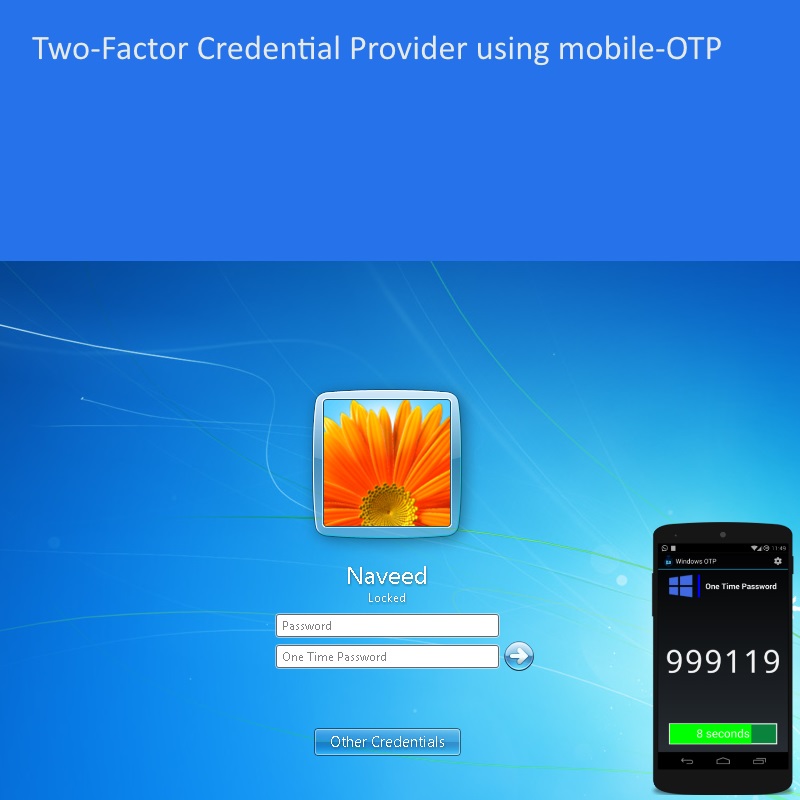 Two-Factor Credential Provider using mobile-OTP
Naveed
Locked
Password
One Time Password
Other Credentials
11:49
Windows OTP
One Time Password
999119
8 seconds